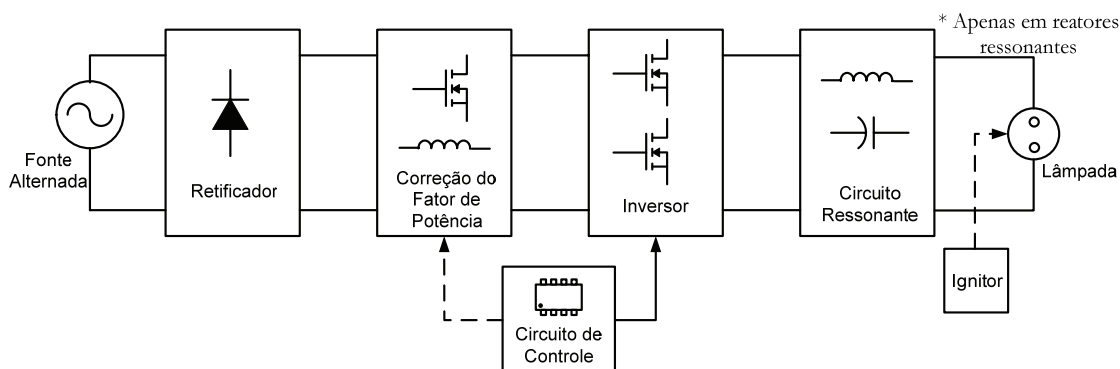 * Apenas em reatores
ressonantes
Fonte
Alternada
Retificador
Correção do
Fator de
Potência
Inversor
Circuito
Ressonante
Lâmpada
Ignitor
Circuito de
Controle